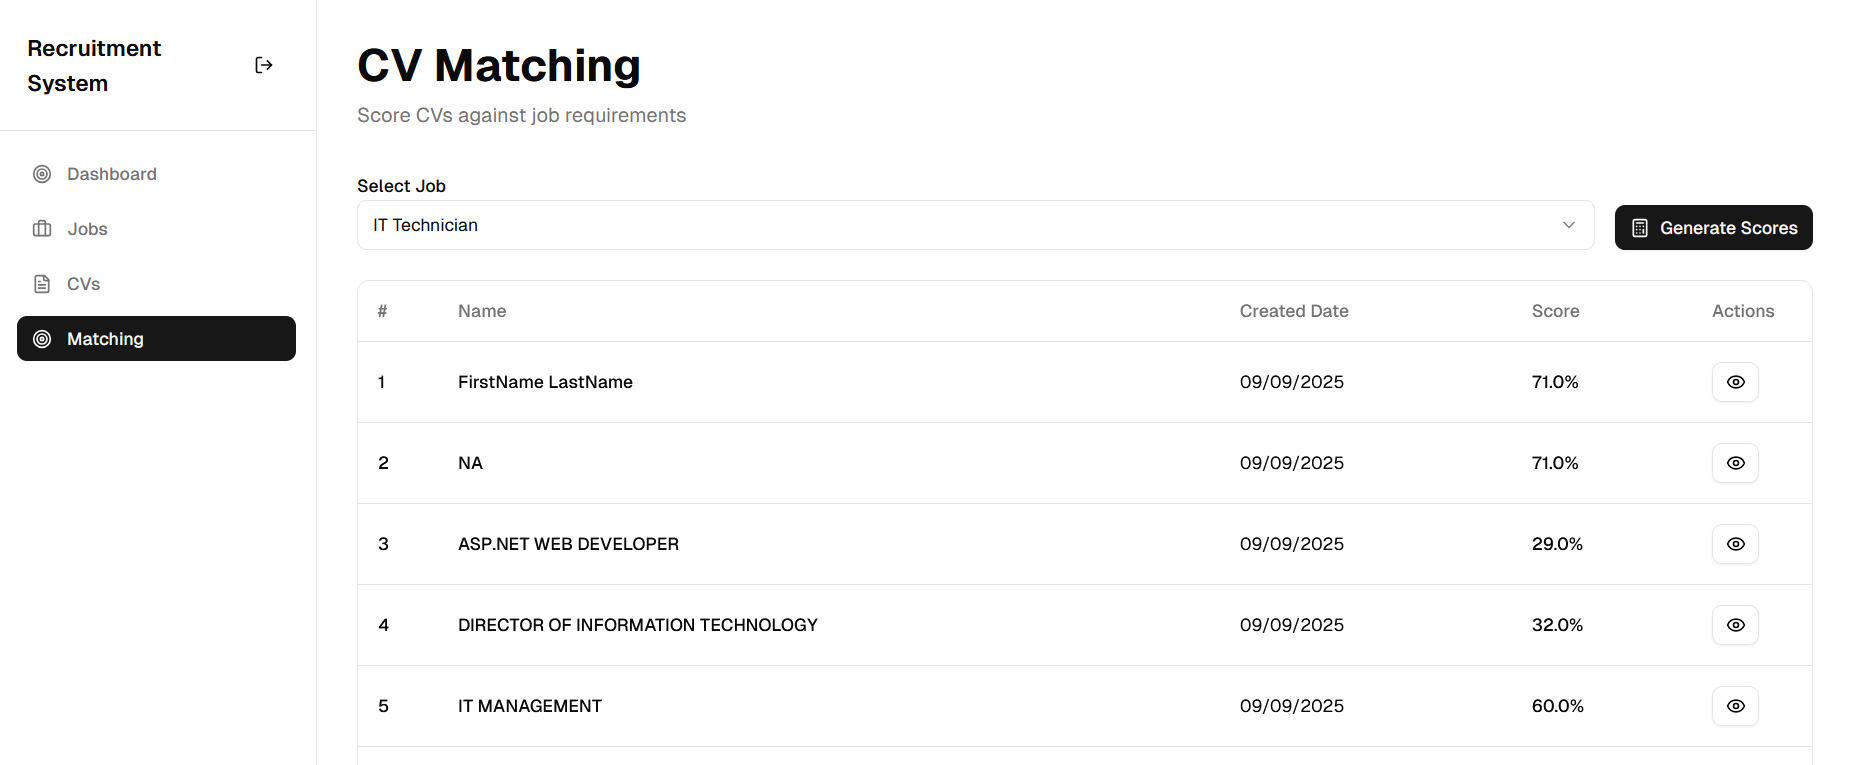 Recruitment
System
Dashboard
Jobs
CVs
Matching
CV Matching
Score CVs against job requirements
Select Job
IT Technician
Generate Scores
# Name Created Date Score Actions
1 FirstName LastName 09/09/2025 71.0%
2 NA 09/09/2025 71.0%
3 ASP.NET WEB DEVELOPER 09/09/2025 29.0%
4 DIRECTOR OF INFORMATION TECHNOLOGY 09/09/2025 32.0%
5 IT MANAGEMENT 09/09/2025 60.0%